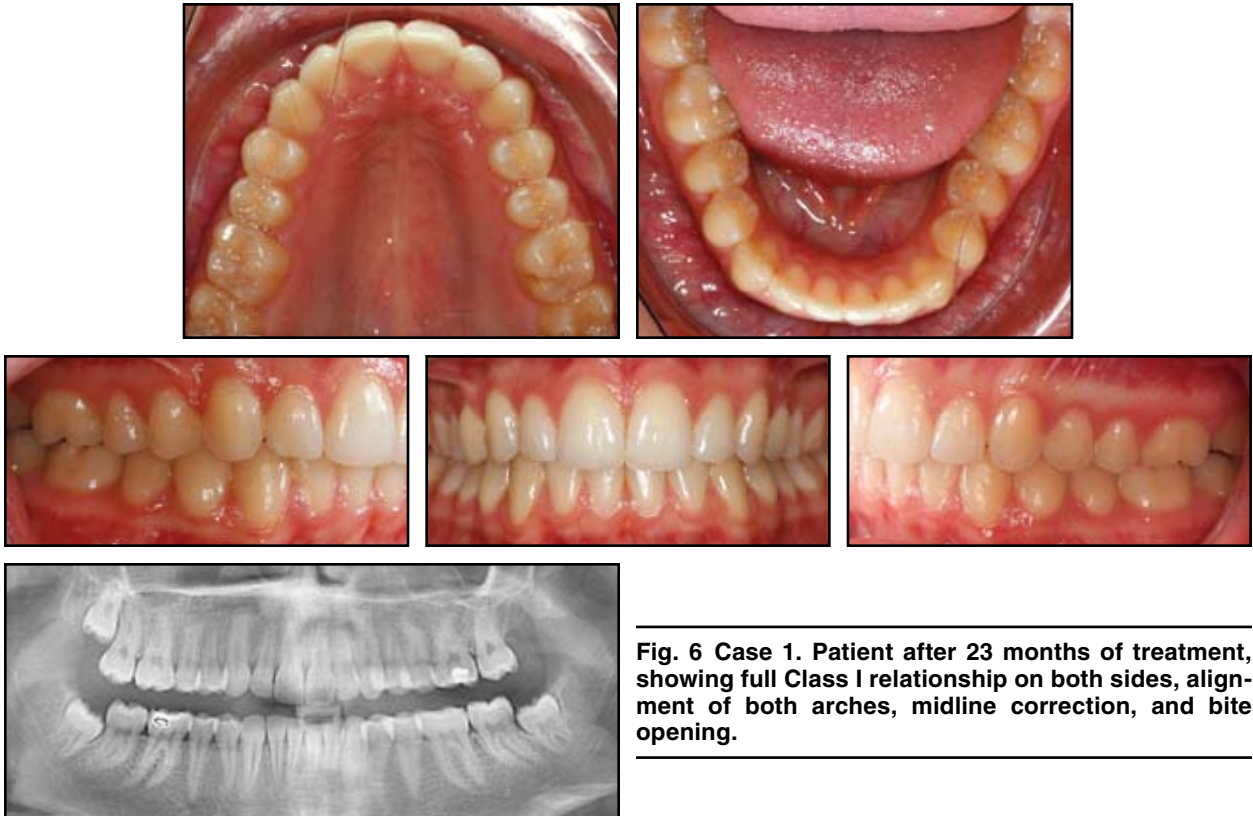 Fig. 6 Case 1. Patient after 23 months of treatment,
showing full Class I relationship on both sides, align-
ment of both arches, midline correction, and bite
opening.